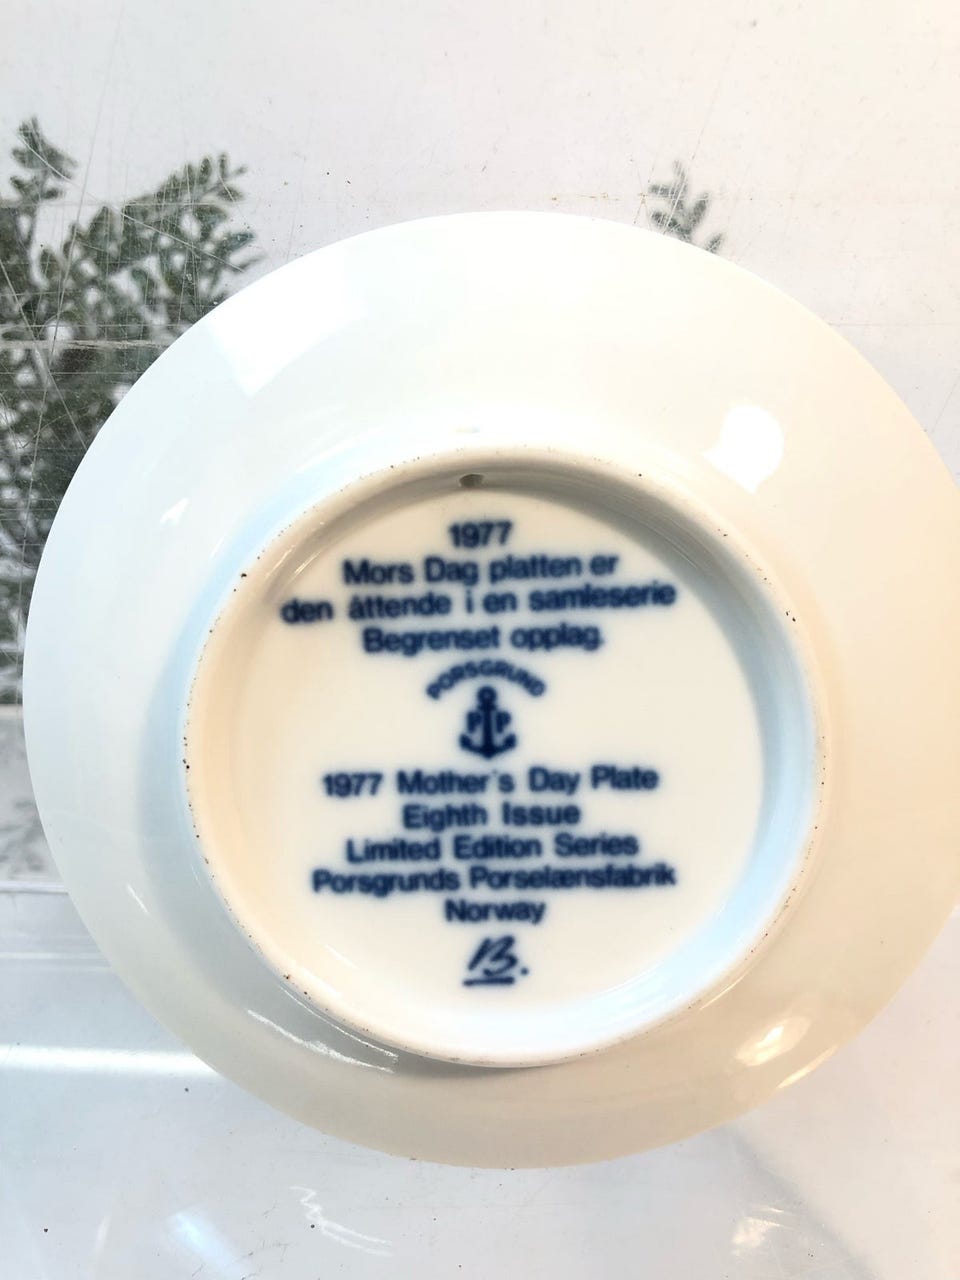 1977
Mors Dag platten er
den åttende i en samleserie
Begrenset opplag.
PORSGRUND
P P
1977 Mother's Day Plate
Eighth Issue
Limited Edition Series
Porsgrunds Porselænsfabrik
Norway
B.